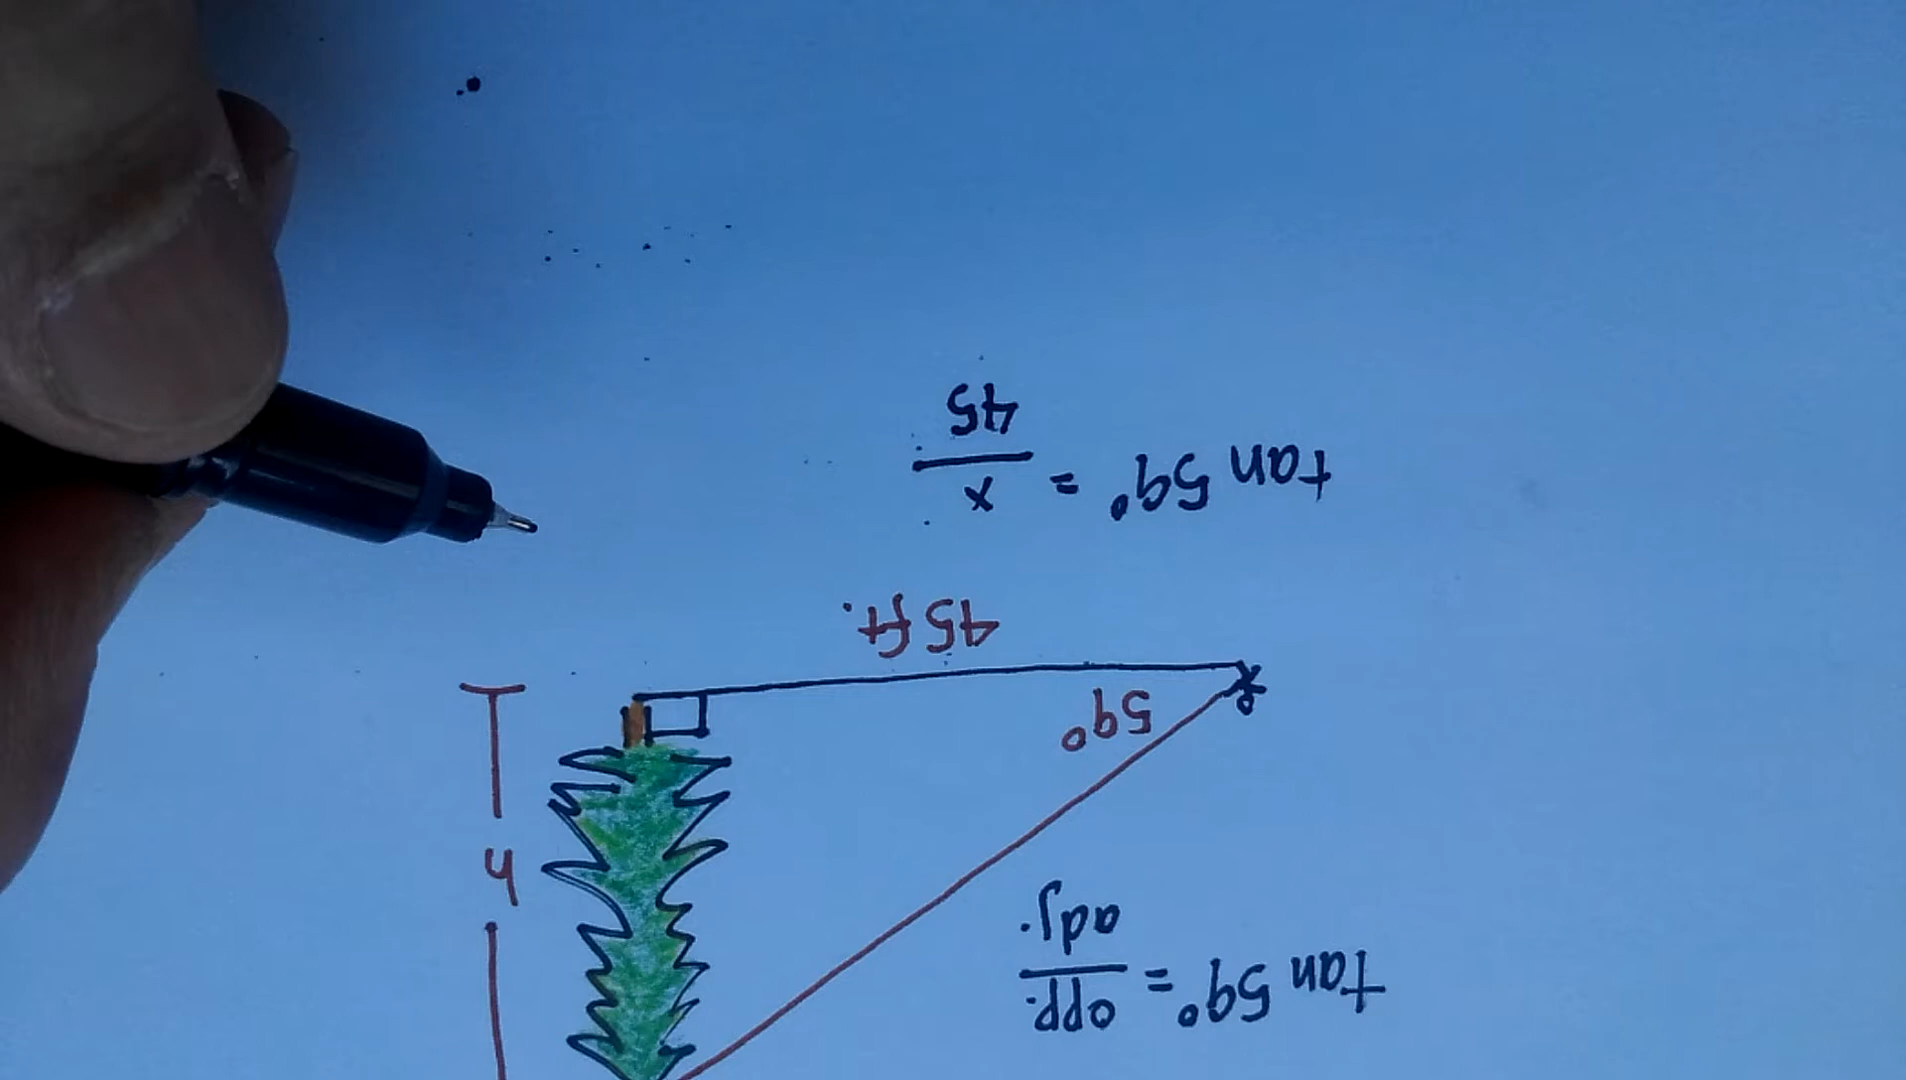 tan 59° = opp. / adj.
h
59°
45 ft.
tan 59° = x / 45